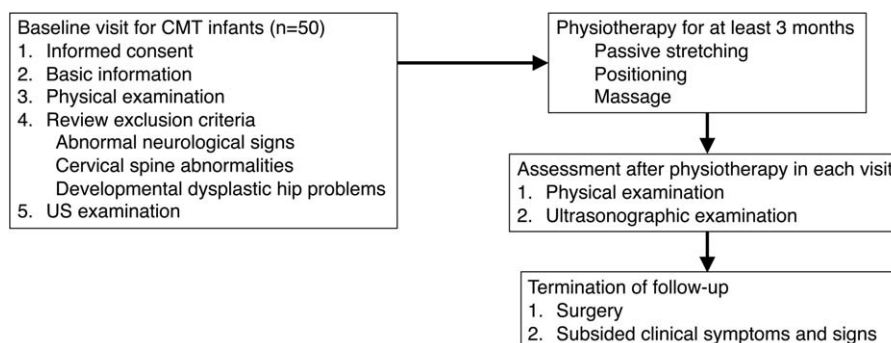 Baseline visit for CMT infants (n=50)
1. Informed consent
2. Basic information
3. Physical examination
4. Review exclusion criteria
Abnormal neurological signs
Cervical spine abnormalities
Developmental dysplastic hip problems
5. US examination
Physiotherapy for at least 3 months
Passive stretching
Positioning
Massage
Assessment after physiotherapy in each visit
1. Physical examination
2. Ultrasonographic examination
Termination of follow-up
1. Surgery
2. Subsided clinical symptoms and signs